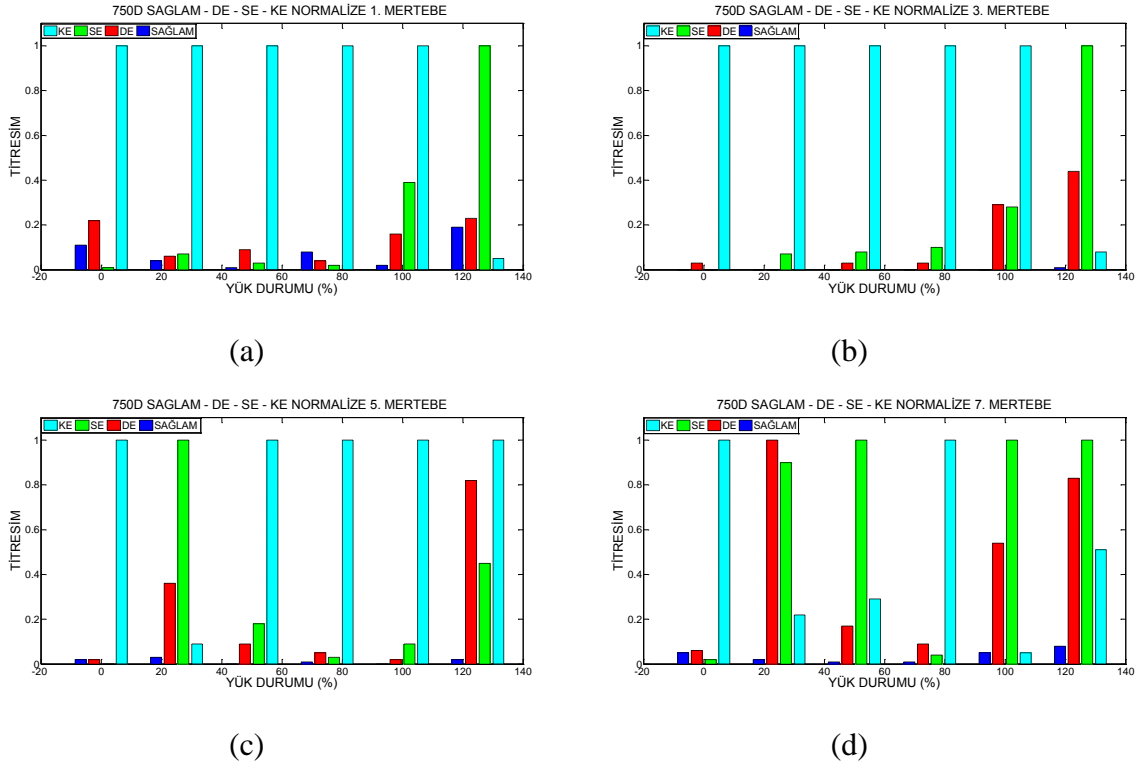 750D SAGLAM - DE - SE - KE NORMALİZE 1. MERTEBE
KE SE DE SAĞLAM
1
0.8
0.6
0.4
0.2
0
TİTRESİM
-20 0 20 40 60 80 100 120 140
YÜK DURUMU (%)
(a)
750D SAGLAM - DE - SE - KE NORMALİZE 3. MERTEBE
KE SE DE SAĞLAM
1
0.8
0.6
0.4
0.2
0
TİTRESİM
-20 0 20 40 60 80 100 120 140
YÜK DURUMU (%)
(b)
750D SAGLAM - DE - SE - KE NORMALİZE 5. MERTEBE
KE SE DE SAĞLAM
1
0.8
0.6
0.4
0.2
0
TİTRESİM
-20 0 20 40 60 80 100 120 140
YÜK DURUMU (%)
(c)
750D SAGLAM - DE - SE - KE NORMALİZE 7. MERTEBE
KE SE DE SAĞLAM
1
0.8
0.6
0.4
0.2
0
TİTRESİM
-20 0 20 40 60 80 100 120 140
YÜK DURUMU (%)
(d)